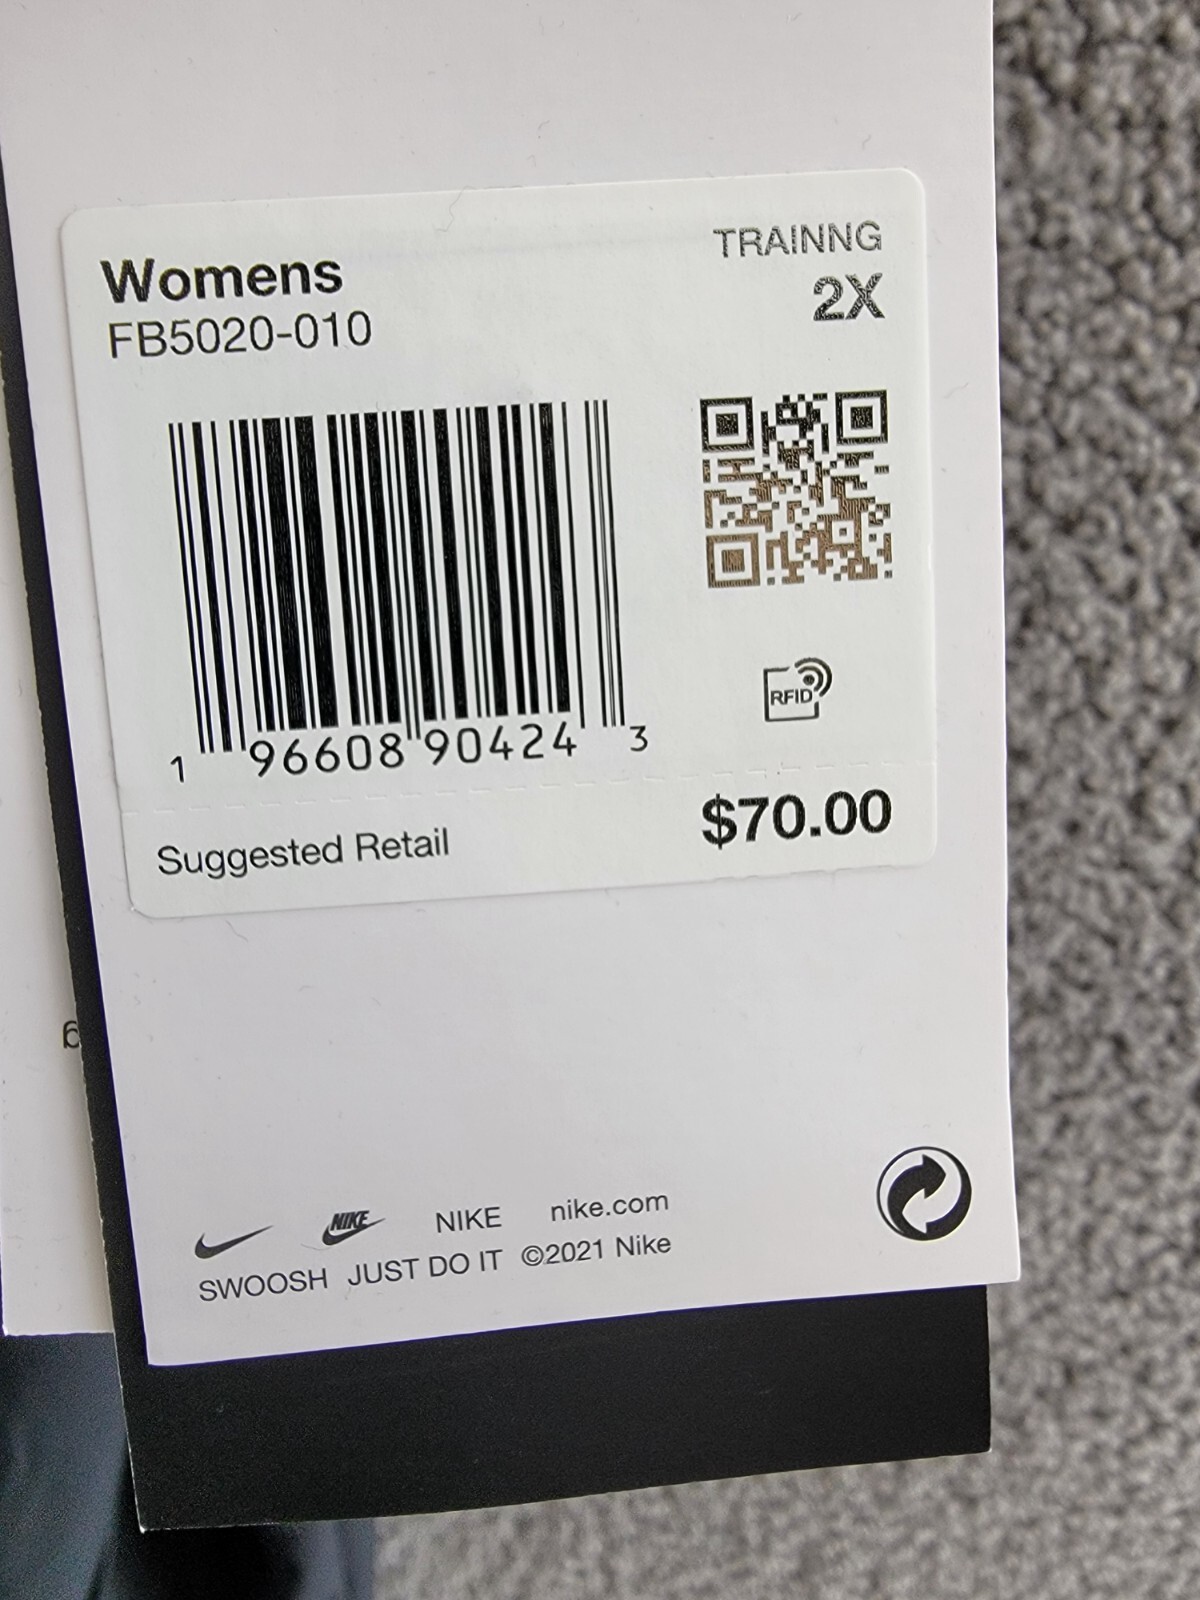 Womens
FB5020-010
TRAINNG
2X
1 96608 90424 3
RFID
Suggested Retail
$70.00
NIKE NIKE nike.com
SWOOSH JUST DO IT ©2021 Nike